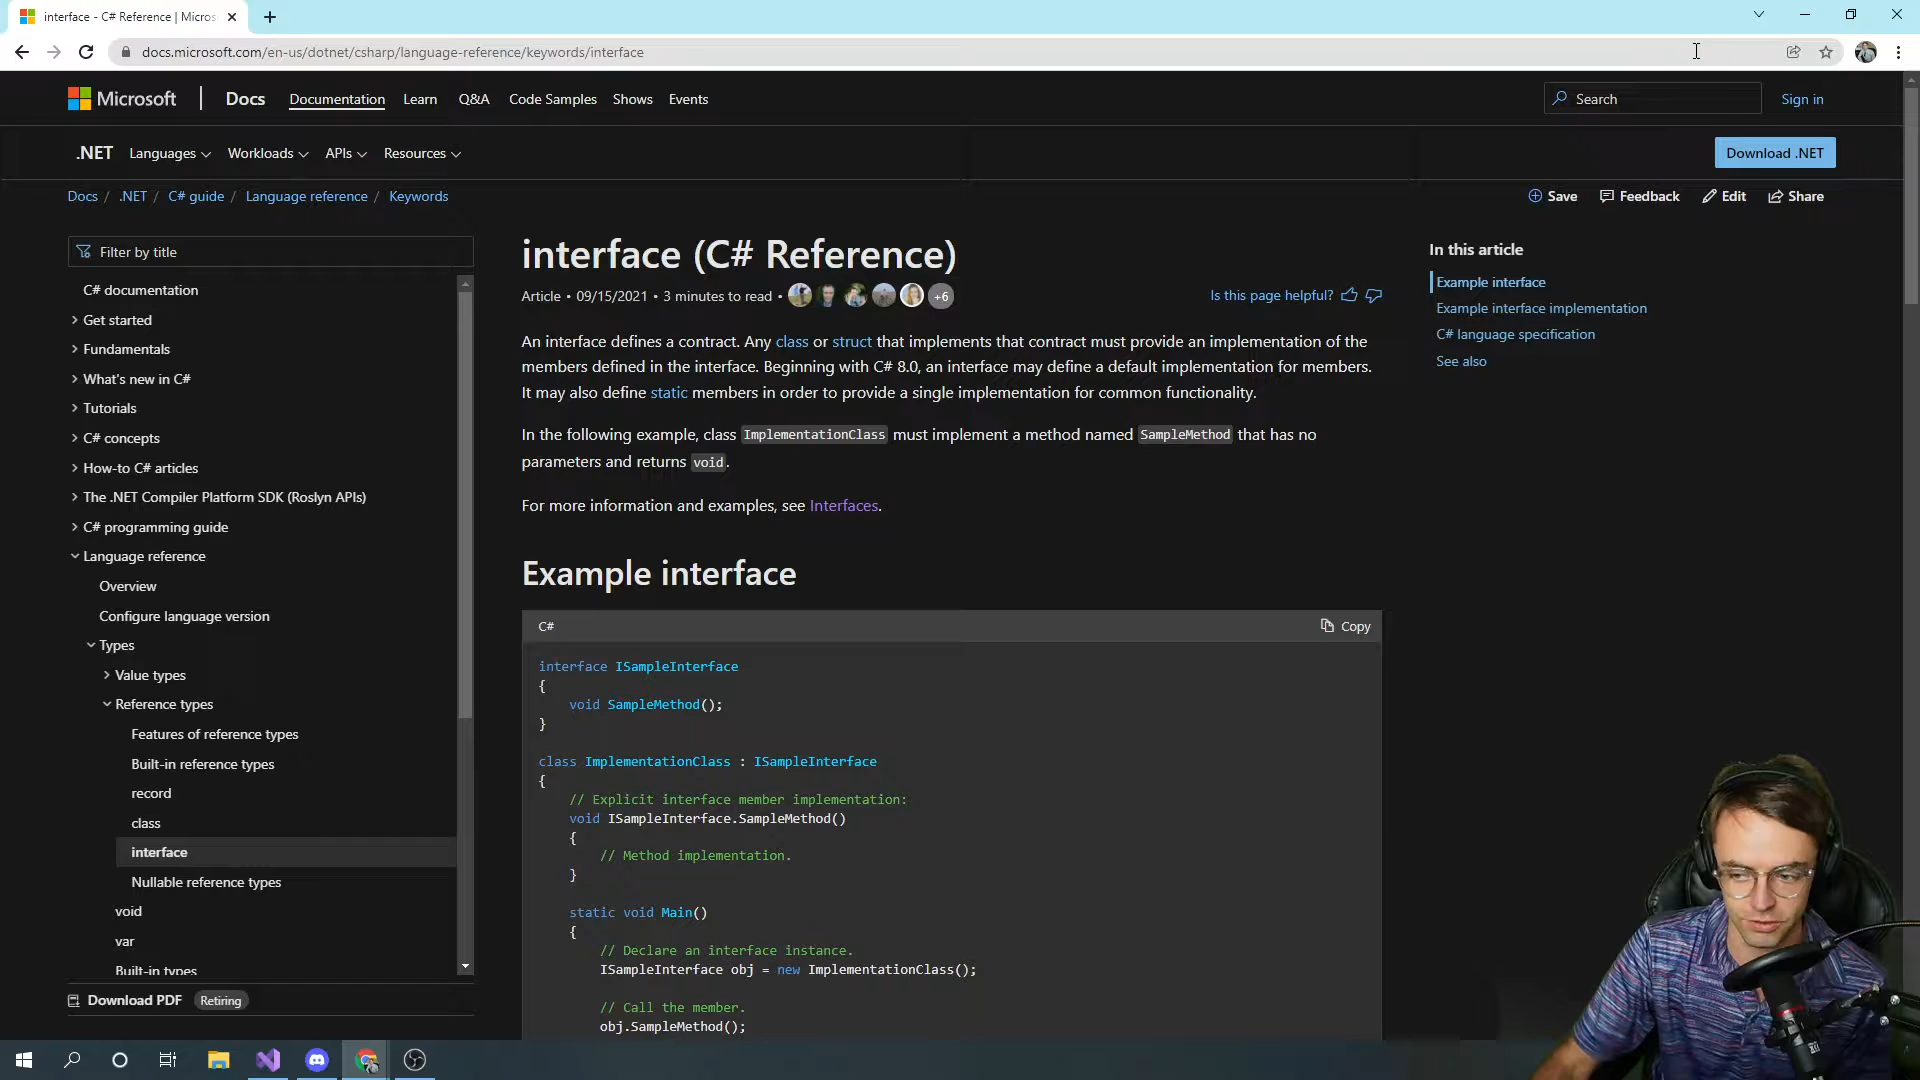 interface - C# Reference | Micros
docs.microsoft.com/en-us/dotnet/csharp/language-reference/keywords/interface
Microsoft
Docs
Documentation
Learn
Q&A
Code Samples
Shows
Events
Search
Sign in
.NET
Languages
Workloads
APIs
Resources
Download .NET
Docs / .NET / C# guide / Language reference / Keywords
Save
Feedback
Edit
Share
Filter by title
C# documentation
Get started
Fundamentals
What's new in C#
Tutorials
C# concepts
How-to C# articles
The .NET Compiler Platform SDK (Roslyn APIs)
C# programming guide
Language reference
Overview
Configure language version
Types
Value types
Reference types
Features of reference types
Built-in reference types
record
class
interface
Nullable reference types
void
var
Built-in types
Download PDF
Retiring
interface (C# Reference)
Article • 09/15/2021 • 3 minutes to read •
+6
Is this page helpful?
An interface defines a contract. Any class or struct that implements that contract must provide an implementation of the
members defined in the interface. Beginning with C# 8.0, an interface may define a default implementation for members.
It may also define static members in order to provide a single implementation for common functionality.
In the following example, class ImplementationClass must implement a method named SampleMethod that has no
parameters and returns void.
For more information and examples, see Interfaces.
Example interface
C#
Copy
interface ISampleInterface
{
void SampleMethod();
}
class ImplementationClass : ISampleInterface
{
// Explicit interface member implementation:
void ISampleInterface.SampleMethod()
{
// Method implementation.
}
static void Main()
{
// Declare an interface instance.
ISampleInterface obj = new ImplementationClass();
// Call the member.
obj.SampleMethod();
In this article
Example interface
Example interface implementation
C# language specification
See also